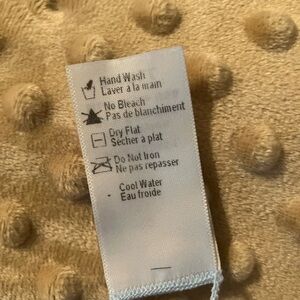 Hand Wash
Laver à la main
No Bleach
Pas de blanchiment
Dry Flat
Secher à plat
Do Not Iron
Ne pas repasser
Cool Water
Eau froide